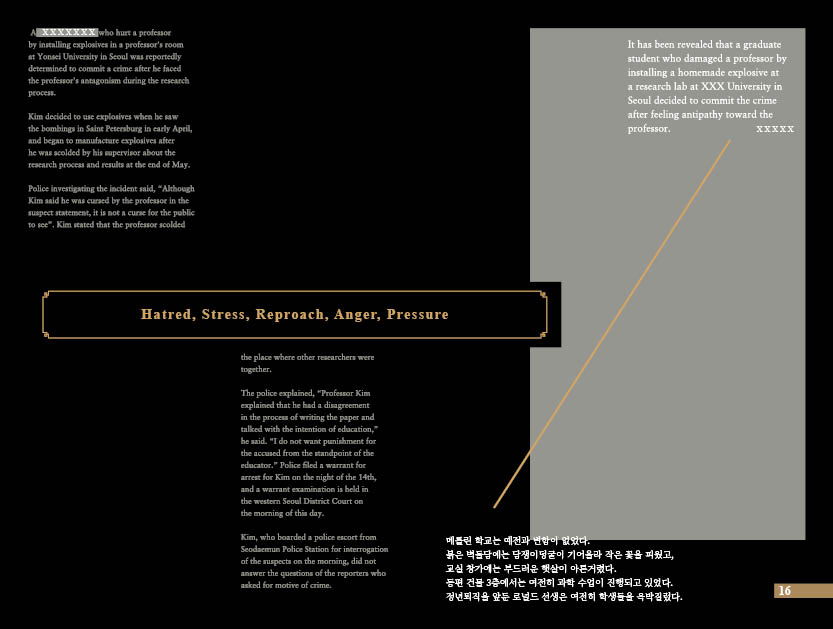 A XXXXXXX who hurt a professor
by installing explosives in a professor's room
at Yonsei University in Seoul was reportedly
determined to commit a crime after he faced
the professor's antagonism during the research
process.
Kim decided to use explosives when he saw
the bombings in Saint Petersburg in early April,
and began to manufacture explosives after
he was scolded by his supervisor about the
research process and results at the end of May.
Police investigating the incident said, “Although
Kim said he was cursed by the professor in the
suspect statement, it is not a curse for the public
to see”. Kim stated that the professor scolded
It has been revealed that a graduate
student who damaged a professor by
installing a homemade explosive at
a research lab at XXX University in
Seoul decided to commit the crime
after feeling antipathy toward the
professor. XXXXX
Hatred, Stress, Reproach, Anger, Pressure
the place where other researchers were
together.
The police explained, “Professor Kim
explained that he had a disagreement
in the process of writing the paper and
talked with the intention of education,”
he said. “I do not want punishment for
the accused from the standpoint of the
educator.” Police filed a warrant for
arrest for Kim on the night of the 14th,
and a warrant examination is held in
the western Seoul District Court on
the morning of this day.
Kim, who boarded a police escort from
Seodaemun Police Station for interrogation
of the suspects on the morning, did not
answer the questions of the reporters who
asked for motive of crime.
메틀린 학교는 예전과 변함이 없었다.
붉은 벽돌담에는 담쟁이덩굴이 기어올라 작은 꽃을 피웠고,
교실 창가에는 부드러운 햇살이 아른거렸다.
동편 건물 3층에서는 여전히 과학 수업이 진행되고 있었다.
정년퇴직을 앞둔 로널드 선생은 여전히 학생들을 윽박질렀다.
16